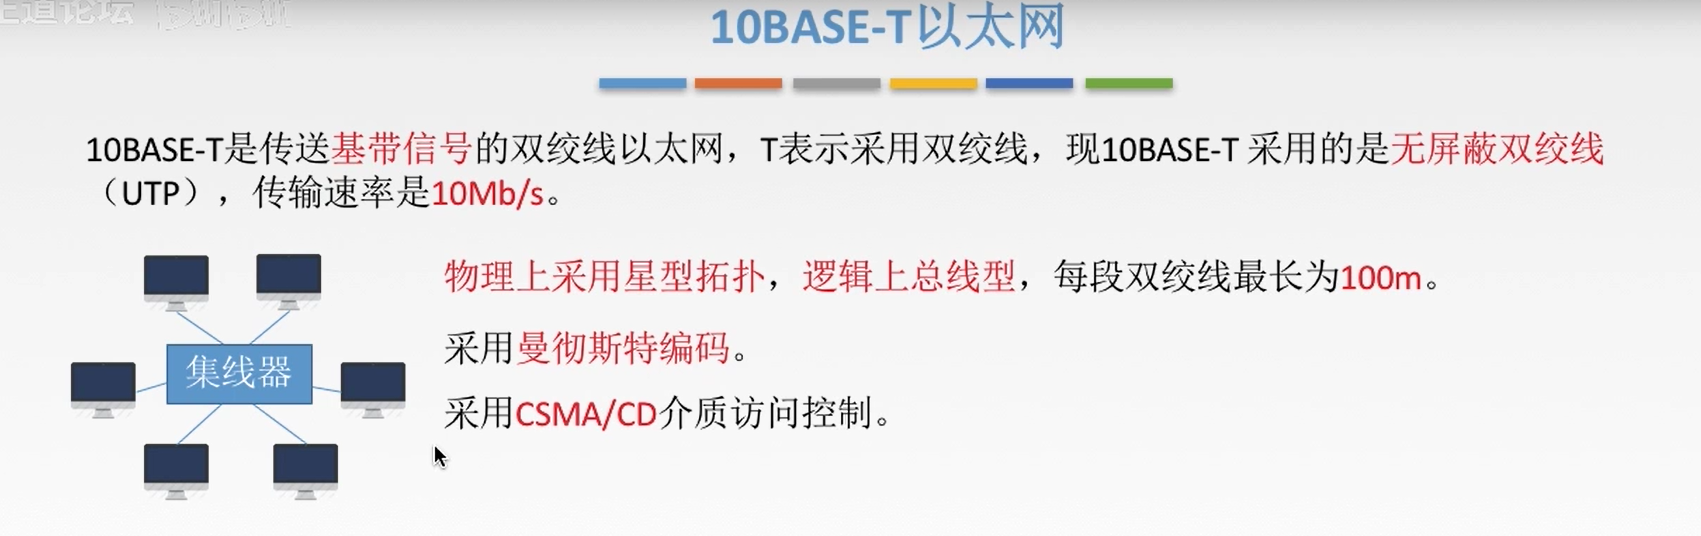 王道论坛 bilibili
10BASE-T以太网
10BASE-T是传送基带信号的双绞线以太网，T表示采用双绞线，现10BASE-T 采用的是无屏蔽双绞线
（UTP），传输速率是10Mb/s。
物理上采用星型拓扑，逻辑上总线型，每段双绞线最长为100m。
集线器
采用曼彻斯特编码。
采用CSMA/CD介质访问控制。